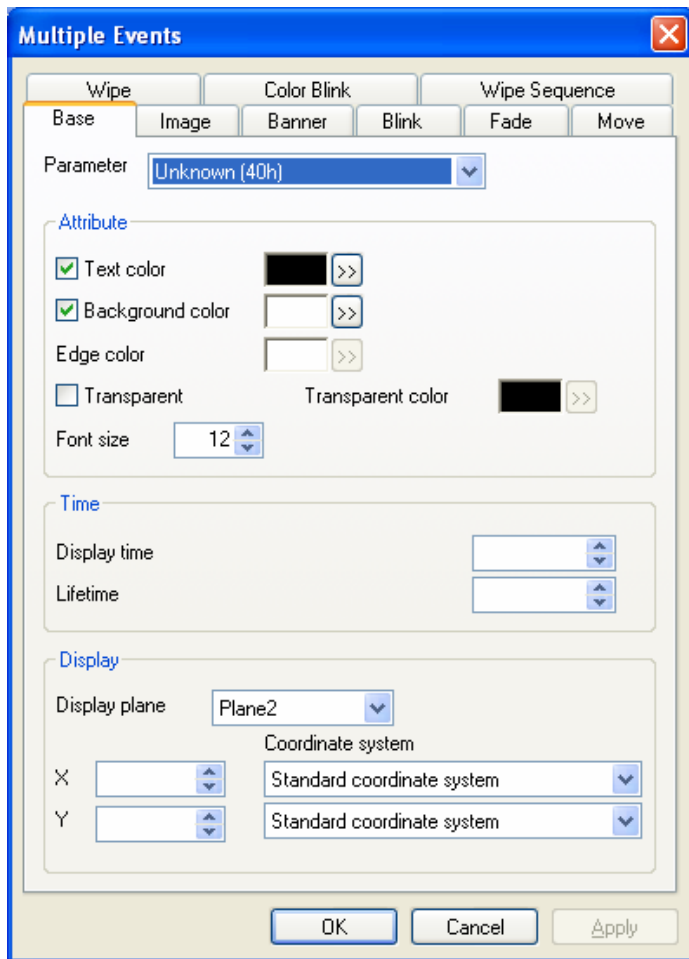 Multiple Events
Wipe Color Blink Wipe Sequence
Base Image Banner Blink Fade Move
Parameter Unknown (40h)
Attribute
Text color >>
Background color >>
Edge color >>
Transparent Transparent color >>
Font size 12
Time
Display time
Lifetime
Display
Display plane Plane2
Coordinate system
X Standard coordinate system
Y Standard coordinate system
OK Cancel Apply